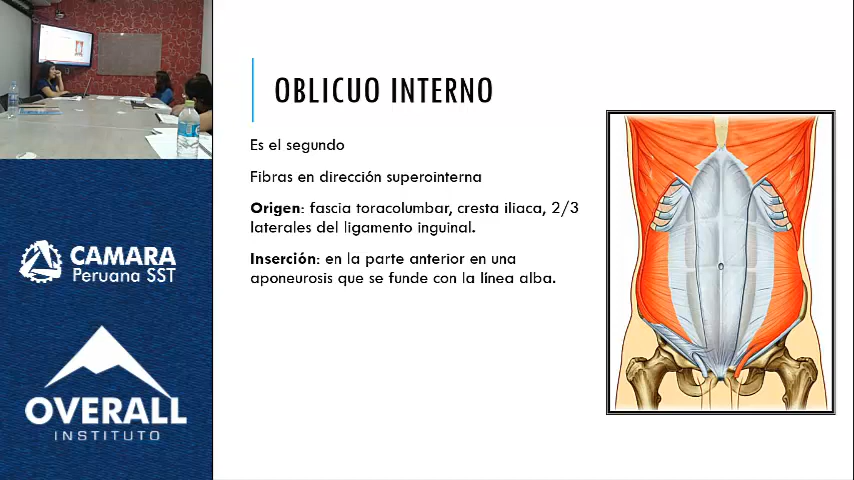 OBLICUO INTERNO
Es el segundo
Fibras en dirección superointerna
Origen: fascia toracolumbar, cresta iliaca, 2/3
laterales del ligamento inguinal.
Inserción: en la parte anterior en una
aponeurosis que se funde con la línea alba.
CAMARA
Peruana SST
OVERALL
INSTITUTO